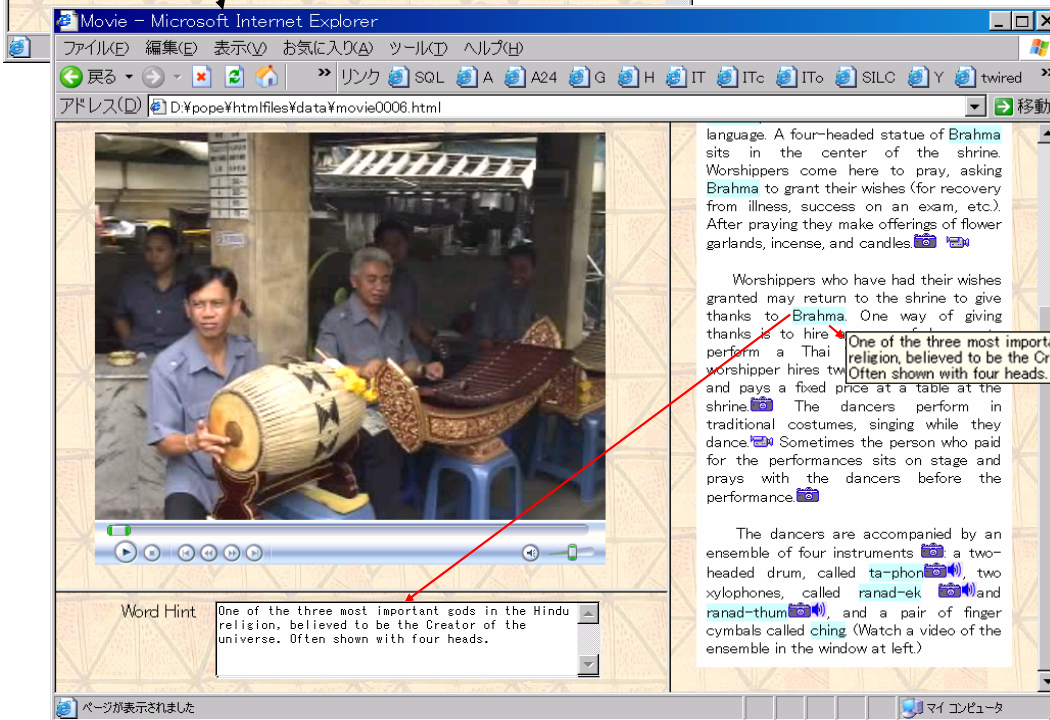 Movie - Microsoft Internet Explorer
ファイル(F) 編集(E) 表示(V) お気に入り(A) ツール(T) ヘルプ(H)
戻る » リンク SQL A A24 G H IT ITc ITo SILC Y twired »
アドレス(D) D:¥pope¥htmlfiles¥data¥movie0006.html 移動
language. A four-headed statue of Brahma
sits in the center of the shrine.
Worshippers come here to pray, asking
Brahma to grant their wishes (for recovery
from illness, success on an exam, etc.).
After praying they make offerings of flower
garlands, incense, and candles.
Worshippers who have had their wishes
granted may return to the shrine to give
thanks to Brahma. One way of giving
thanks is to hire
perform a Thai
worshipper hires tw
and pays a fixed price at a table at the
shrine. The dancers perform in
traditional costumes, singing while they
dance. Sometimes the person who paid
for the performances sits on stage and
prays with the dancers before the
performance.
One of the three most importa
religion, believed to be the Cr
Often shown with four heads.
The dancers are accompanied by an
ensemble of four instruments : a two-
headed drum, called ta-phon , two
xylophones, called ranad-ek and
ranad-thum , and a pair of finger
cymbals called ching. (Watch a video of the
ensemble in the window at left.)
Word Hint
One of the three most important gods in the Hindu
religion, believed to be the Creator of the
universe. Often shown with four heads.
ページが表示されました マイ コンピュータ